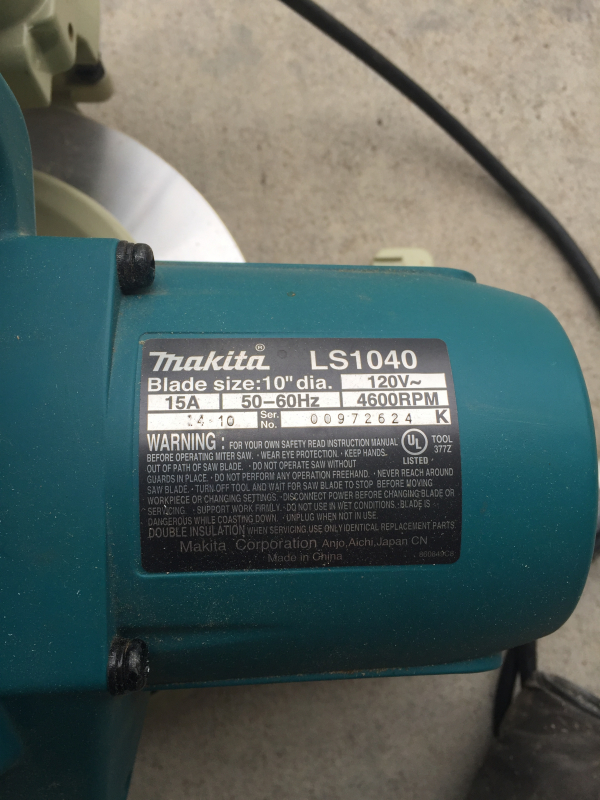 makita® LS1040
Blade size:10" dia. 120V~
15A 50–60Hz 4600RPM
14 10 Ser. No. 00972624 K
WARNING : FOR YOUR OWN SAFETY READ INSTRUCTION MANUAL
BEFORE OPERATING MITER SAW. · WEAR EYE PROTECTION. · KEEP HANDS.
OUT OF PATH OF SAW BLADE. · DO NOT OPERATE SAW WITHOUT
GUARDS IN PLACE. · DO NOT PERFORM ANY OPERATION FREEHAND. · NEVER REACH AROUND
SAW BLADE. · TURN OFF TOOL AND WAIT FOR SAW BLADE TO STOP BEFORE MOVING
WORKPIECE OR CHANGING SETTINGS. · DISCONNECT POWER BEFORE CHANGING BLADE OR
SERVICING. · SUPPORT WORK FIRMLY. · DO NOT USE IN WET CONDITIONS. · BLADE IS
DANGEROUS WHILE COASTING DOWN. · UNPLUG WHEN NOT IN USE.
DOUBLE INSULATION WHEN SERVICING, USE ONLY IDENTICAL REPLACEMENT PARTS
UL
LISTED
TOOL
377Z
Makita Corporation Anjo,Aichi,Japan CN
Made in China